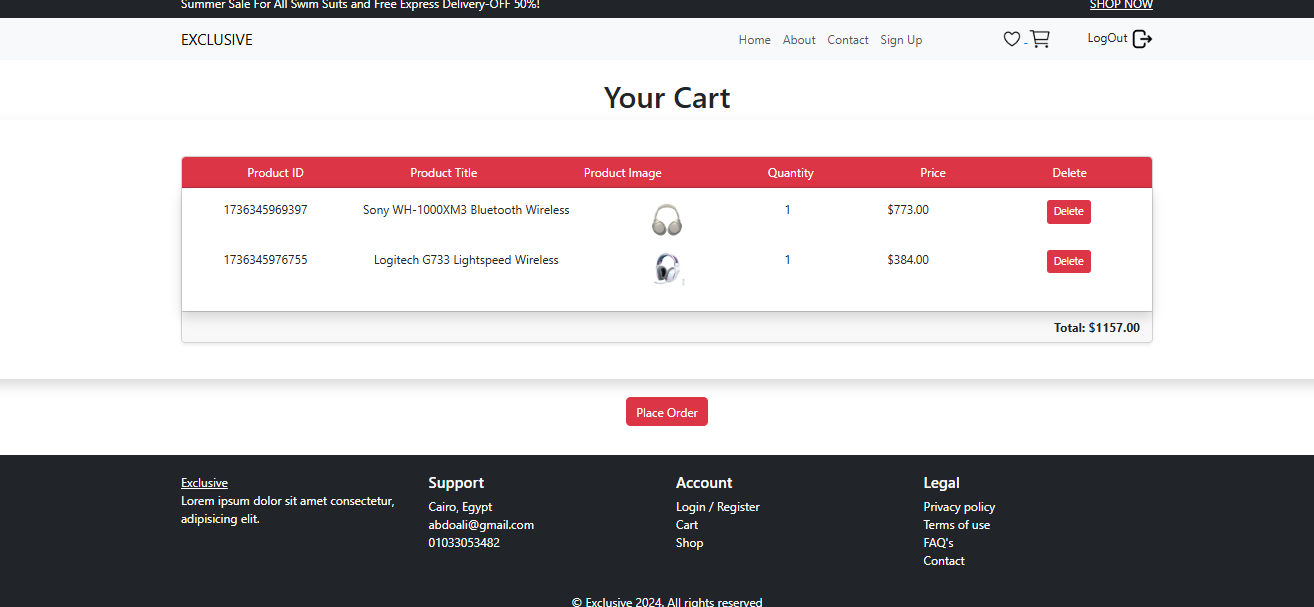 Summer Sale For All Swim Suits and Free Express Delivery-OFF 50%! SHOP NOW
EXCLUSIVE Home About Contact Sign Up LogOut
Your Cart
Product ID Product Title Product Image Quantity Price Delete
1736345969397 Sony WH-1000XM3 Bluetooth Wireless 1 $773.00 Delete
1736345976755 Logitech G733 Lightspeed Wireless 1 $384.00 Delete
Total: $1157.00
Place Order
Exclusive
Lorem ipsum dolor sit amet consectetur,
adipisicing elit.
Support
Cairo, Egypt
abdoali@gmail.com
01033053482
Account
Login / Register
Cart
Shop
Legal
Privacy policy
Terms of use
FAQ's
Contact
© Exclusive 2024. All rights reserved